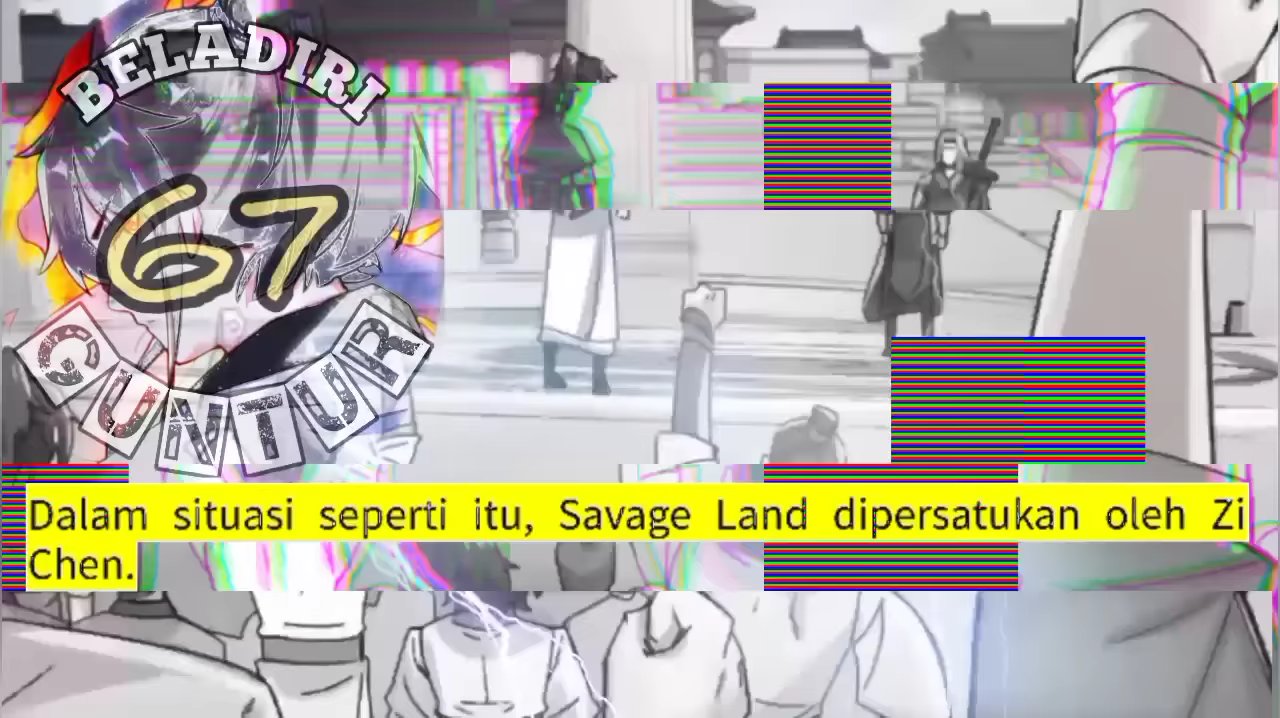 BELADIRI
67
GUNTUR
Dalam situasi seperti itu, Savage Land dipersatukan oleh Zi
Chen.